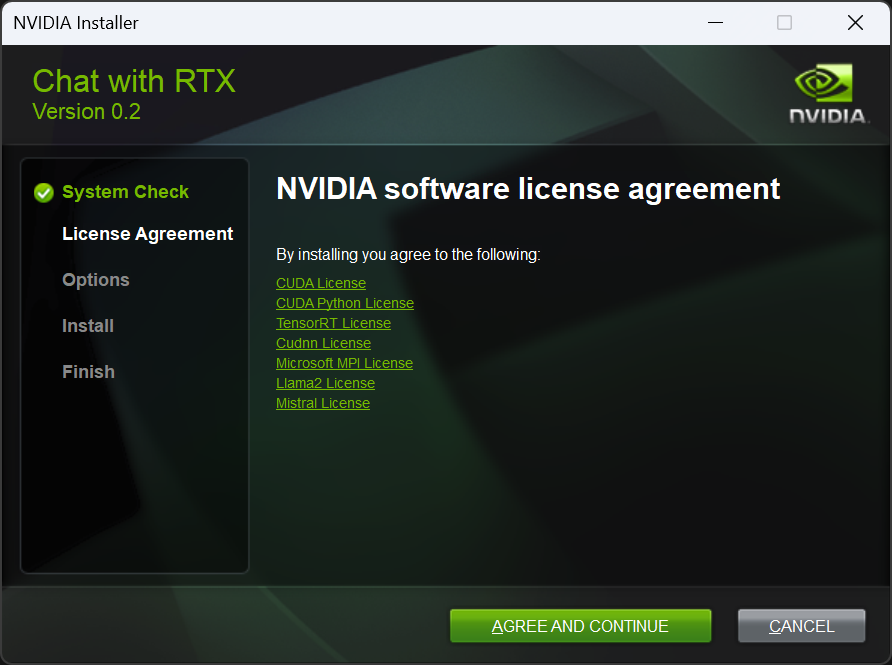 NVIDIA Installer
Chat with RTX
Version 0.2
NVIDIA.
System Check
License Agreement
Options
Install
Finish
NVIDIA software license agreement
By installing you agree to the following:
CUDA License
CUDA Python License
TensorRT License
Cudnn License
Microsoft MPI License
Llama2 License
Mistral License
AGREE AND CONTINUE
CANCEL